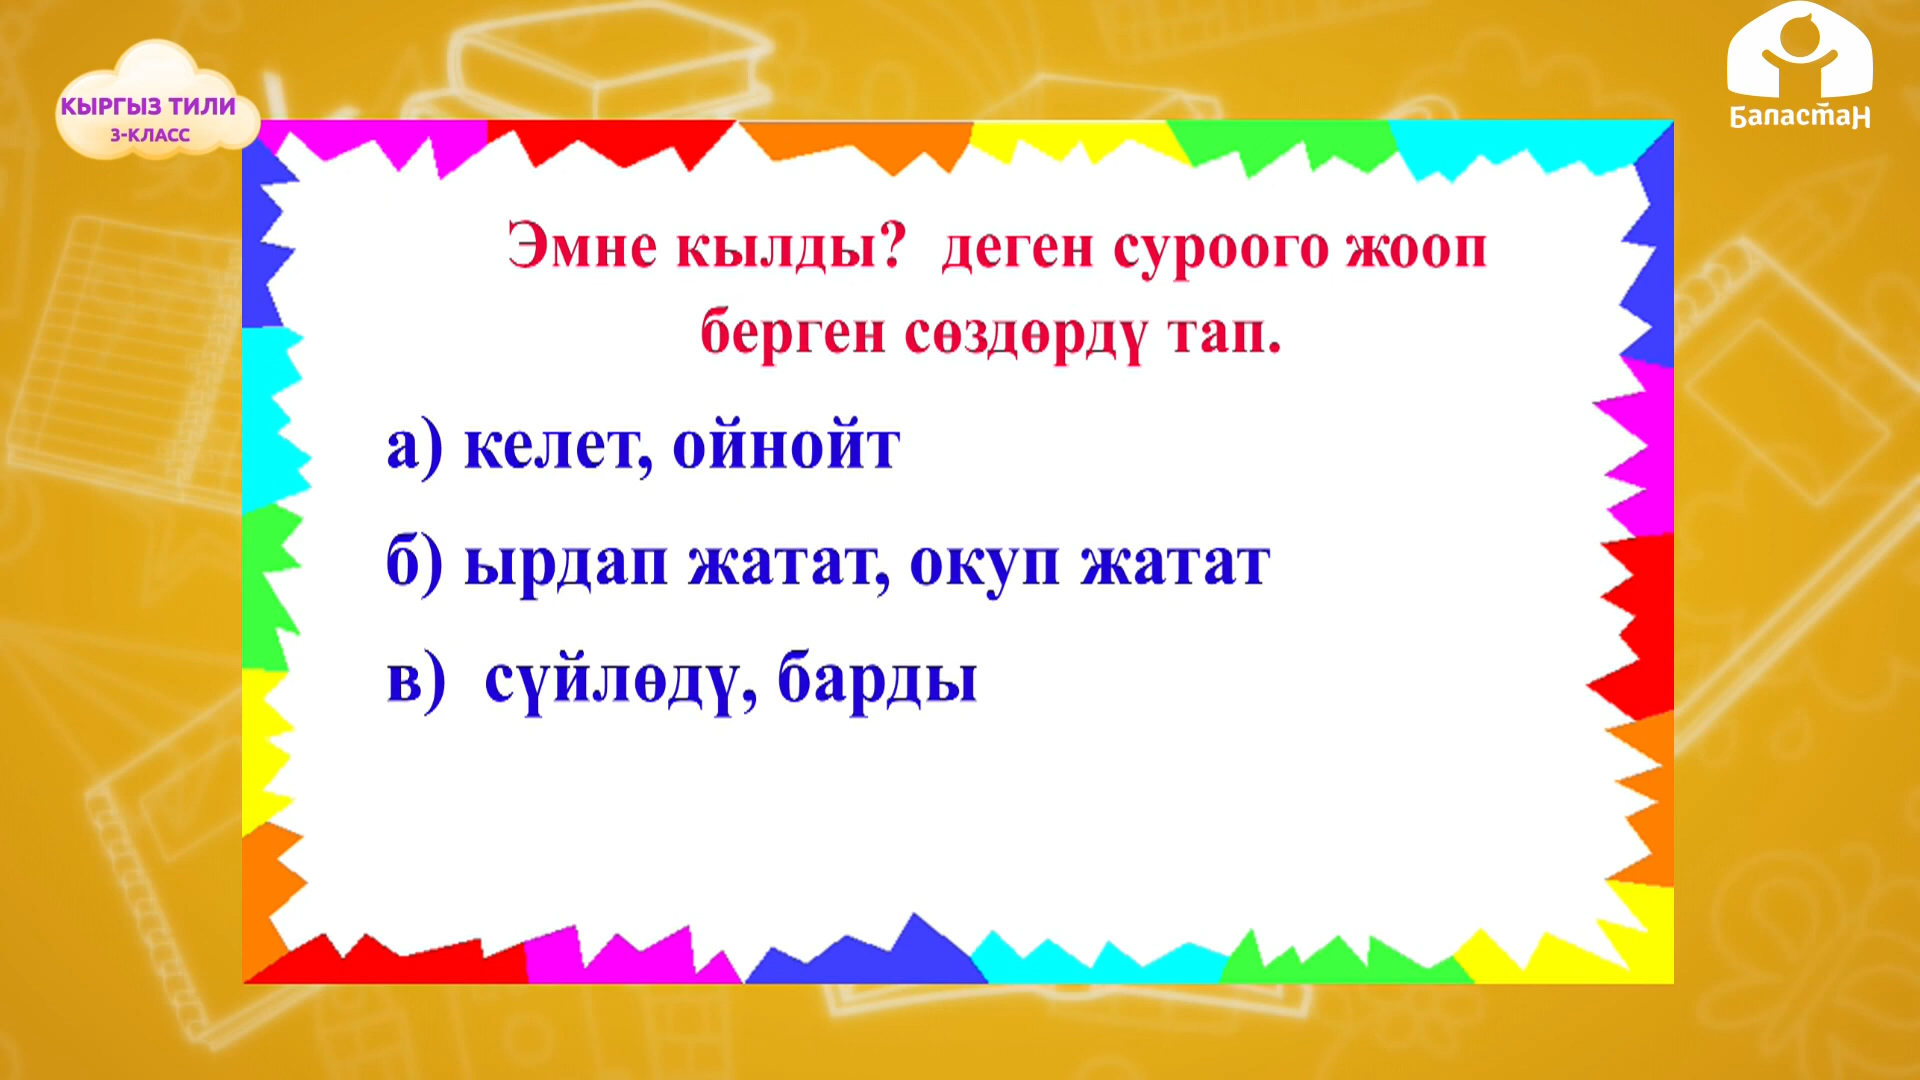 КЫРГЫЗ ТИЛИ
3-КЛАСС
Баластан
Эмне кылды? деген суроого жооп
берген сөздөрдү тап.
а) келет, ойнойт
б) ырдап жатат, окуп жатат
в) сүйлөдү, барды